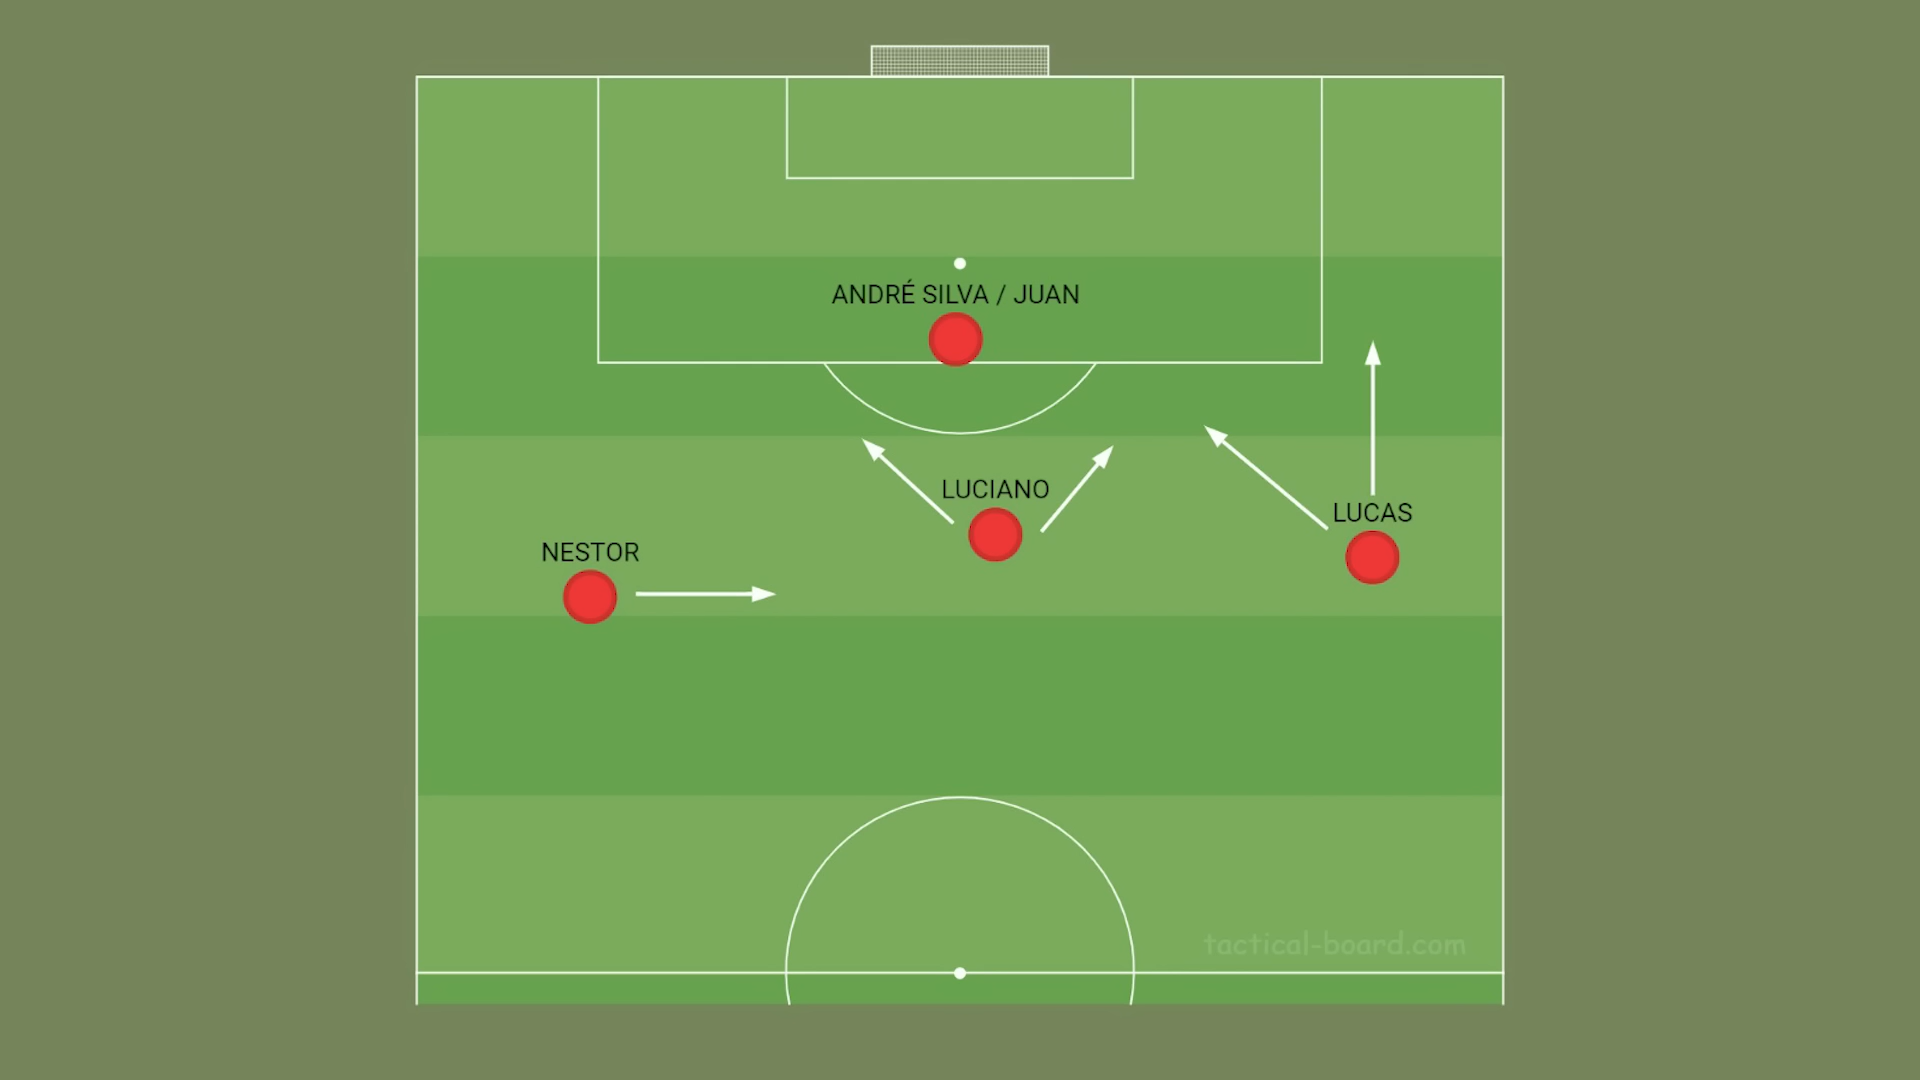 ANDRÉ SILVA / JUAN
LUCIANO
LUCAS
NESTOR
tactical-board.com